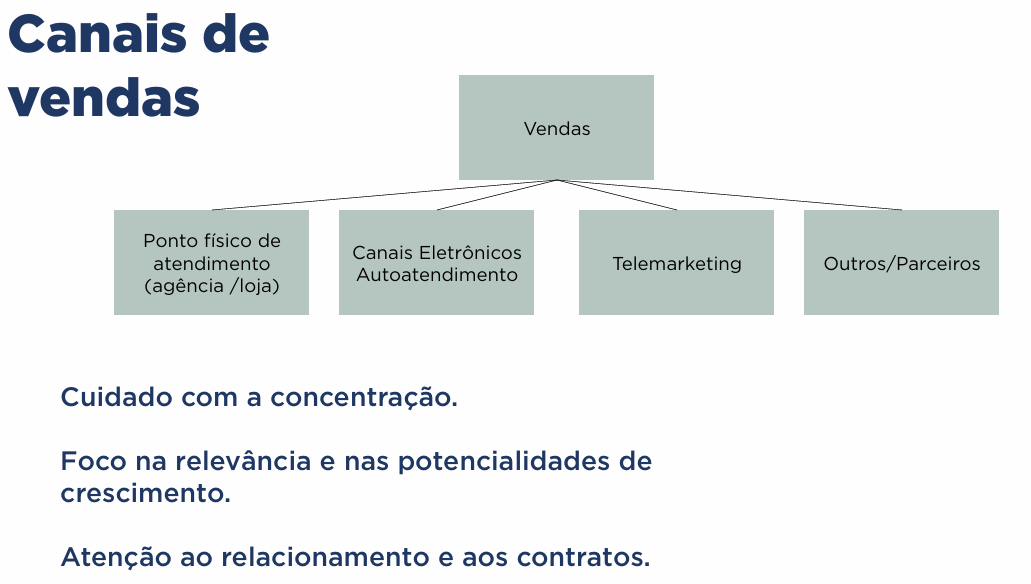 Canais de
vendas
Vendas
Ponto físico de
atendimento
(agência /loja)
Canais Eletrônicos
Autoatendimento
Telemarketing
Outros/Parceiros
Cuidado com a concentração.
Foco na relevância e nas potencialidades de
crescimento.
Atenção ao relacionamento e aos contratos.